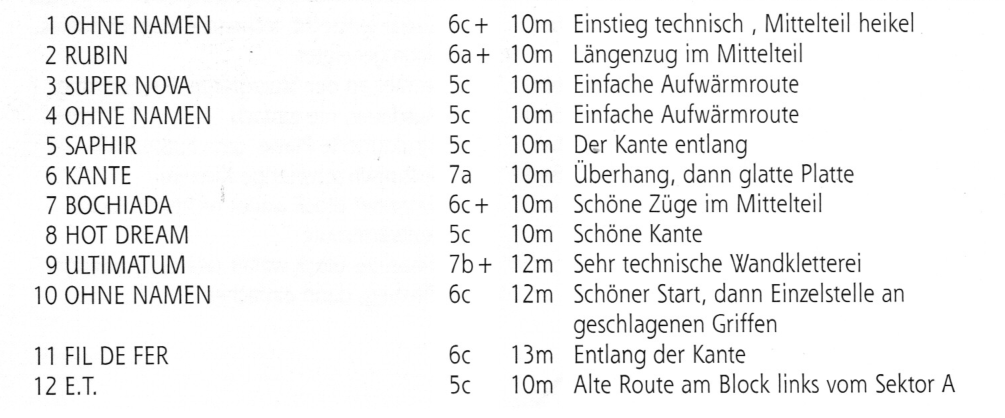 1 OHNE NAMEN 6c+ 10m Einstieg technisch , Mittelteil heikel
2 RUBIN 6a+ 10m Längenzug im Mittelteil
3 SUPER NOVA 5c 10m Einfache Aufwärmroute
4 OHNE NAMEN 5c 10m Einfache Aufwärmroute
5 SAPHIR 5c 10m Der Kante entlang
6 KANTE 7a 10m Überhang, dann glatte Platte
7 BOCHIADA 6c+ 10m Schöne Züge im Mittelteil
8 HOT DREAM 5c 10m Schöne Kante
9 ULTIMATUM 7b+ 12m Sehr technische Wandkletterei
10 OHNE NAMEN 6c 12m Schöner Start, dann Einzelstelle an
geschlagenen Griffen
11 FIL DE FER 6c 13m Entlang der Kante
12 E.T. 5c 10m Alte Route am Block links vom Sektor A